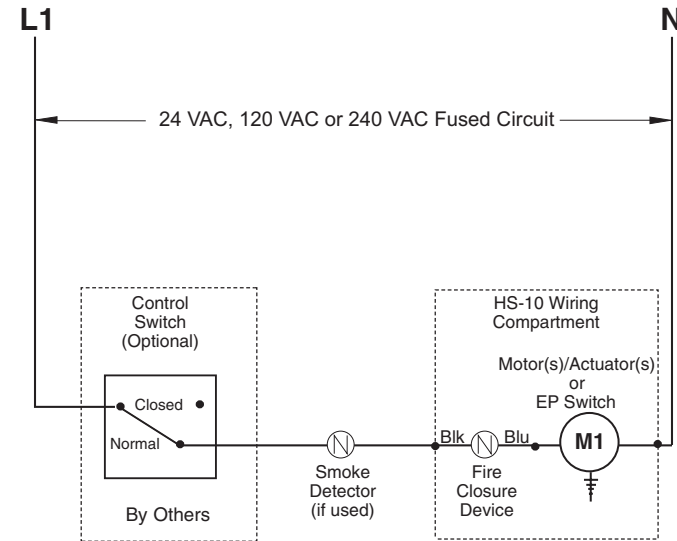 L1
N
24 VAC, 120 VAC or 240 VAC Fused Circuit
Control
Switch
(Optional)
Closed
Normal
By Others
N
Smoke
Detector
(if used)
HS-10 Wiring
Compartment
Motor(s)/Actuator(s)
or
EP Switch
Blk
N
Blu
M1
Fire
Closure
Device